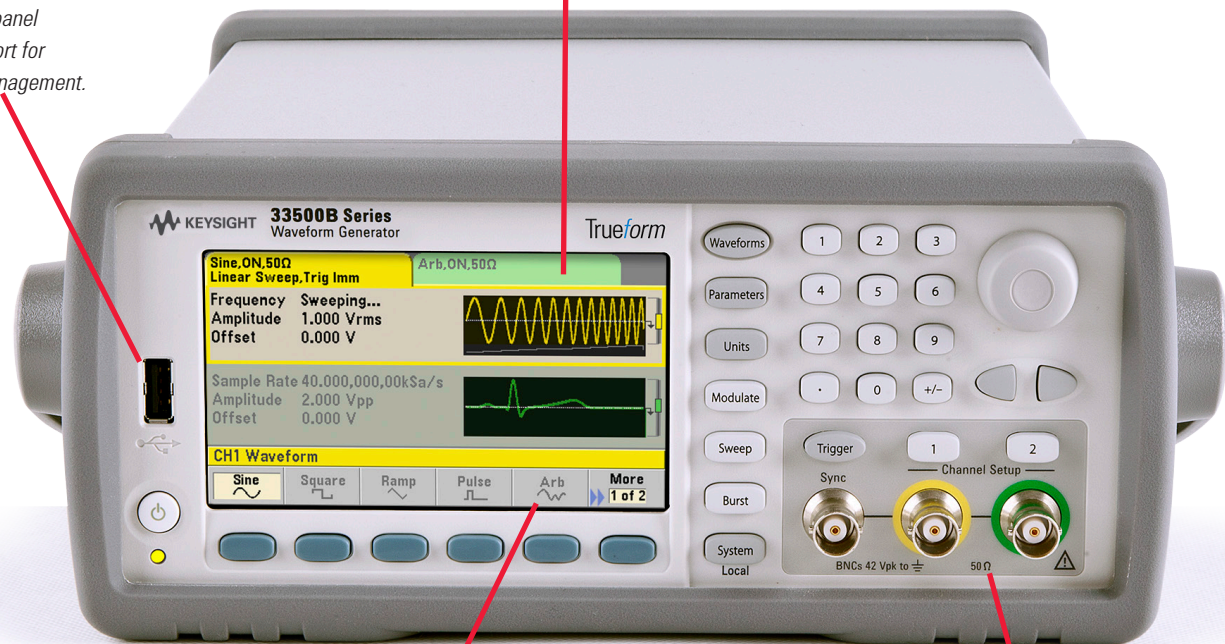 panel
ort for
nagement.
KEYSIGHT 33500B Series
Waveform Generator
Trueform
Sine,ON,50Ω
Linear Sweep,Trig Imm
Arb,ON,50Ω
Frequency Sweeping...
Amplitude 1.000 Vrms
Offset 0.000 V
Sample Rate 40.000,000,00kSa/s
Amplitude 2.000 Vpp
Offset 0.000 V
CH1 Waveform
Sine Square Ramp Pulse Arb More
1 of 2
Waveforms 1 2 3
Parameters 4 5 6
Units 7 8 9
Modulate . 0 +/−
Sweep Trigger 1 2
Channel Setup
Sync
Burst
System
Local
BNCs 42 Vpk to 50 Ω